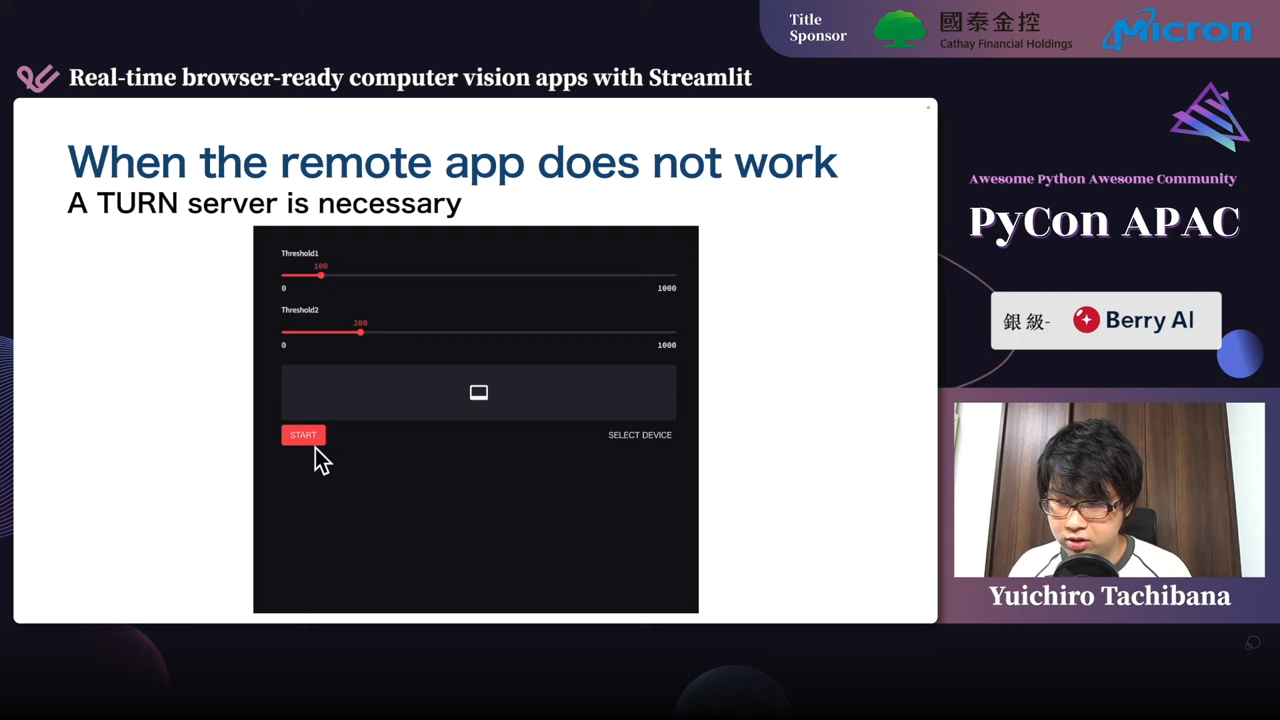 Title
Sponsor
國泰金控
Cathay Financial Holdings
Micron
Real-time browser-ready computer vision apps with Streamlit
When the remote app does not work
A TURN server is necessary
Threshold1
100
0 1000
Threshold2
200
0 1000
START
SELECT DEVICE
Awesome Python Awesome Community
PyCon APAC
銀級-
Berry AI
Yuichiro Tachibana